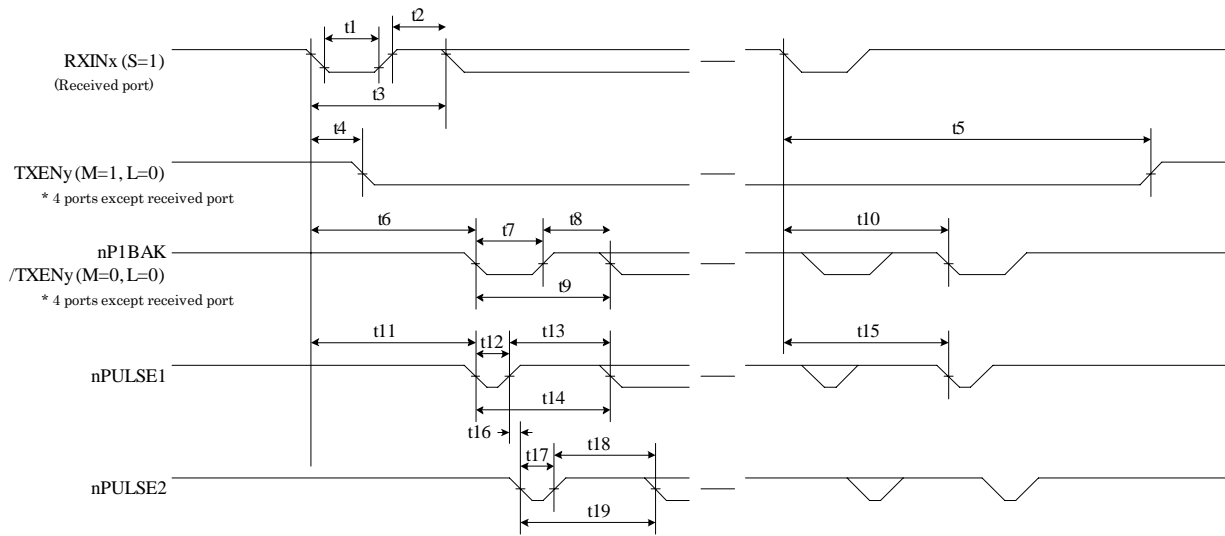 t1
t2
RXINx (S=1)
(Received port)
t3
t4
t5
TXENy (M=1, L=0)
* 4 ports except received port
t6
t7
t8
t10
nP1BAK
/TXENy (M=0, L=0)
* 4 ports except received port
t9
t11
t12
t13
t15
nPULSE1
t14
t16
t17
t18
nPULSE2
t19